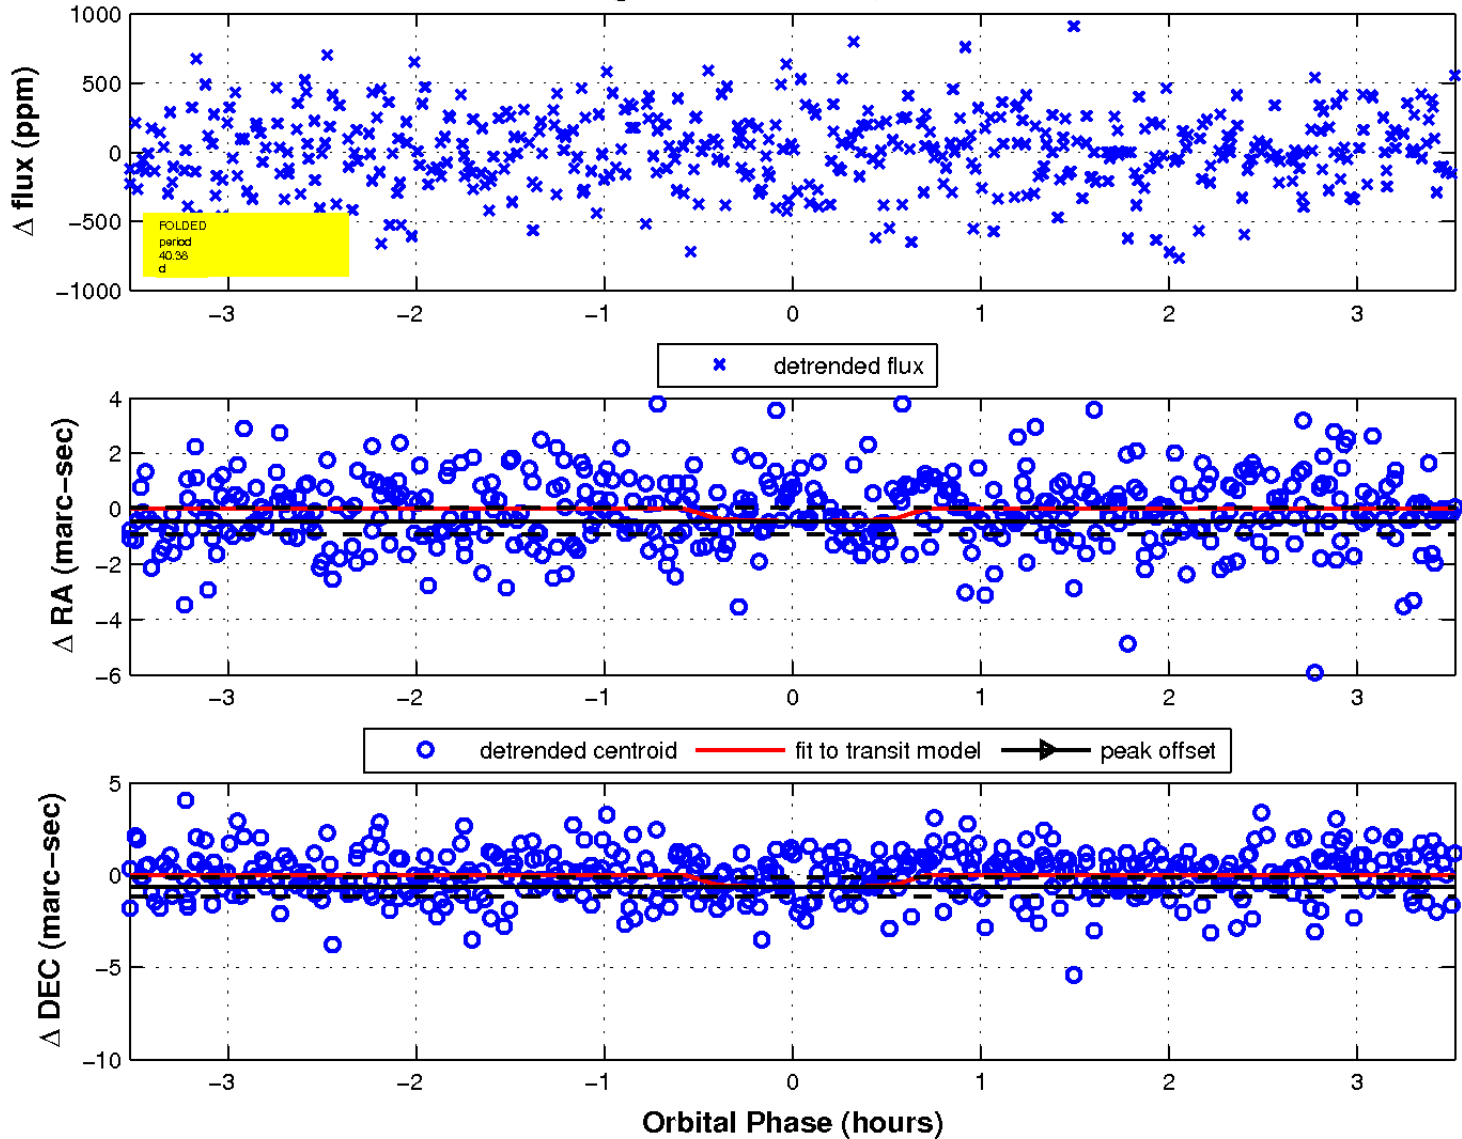 1000
500
0
−500
−1000
Δ flux (ppm)
FOLDED
period
40.38
d
−3 −2 −1 0 1 2 3
detrended flux
4
2
0
−2
−4
−6
Δ RA (marc−sec)
−3 −2 −1 0 1 2 3
detrended centroid fit to transit model peak offset
5
0
−5
−10
Δ DEC (marc−sec)
−3 −2 −1 0 1 2 3
Orbital Phase (hours)